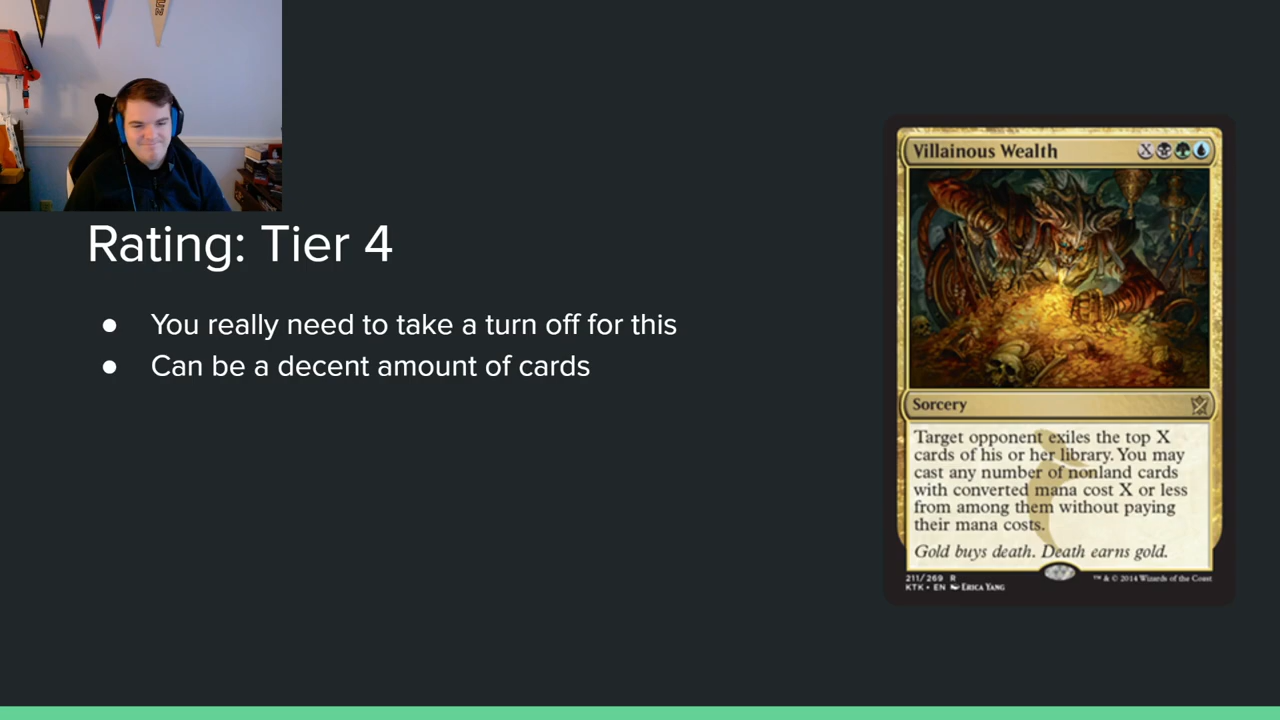 Rating: Tier 4
● You really need to take a turn off for this
● Can be a decent amount of cards
Villainous Wealth X
Sorcery
Target opponent exiles the top X
cards of his or her library. You may
cast any number of nonland cards
with converted mana cost X or less
from among them without paying
their mana costs.
Gold buys death. Death earns gold.
211/269 R
KTK • EN ERICA YANG
™ & © 2014 Wizards of the Coast